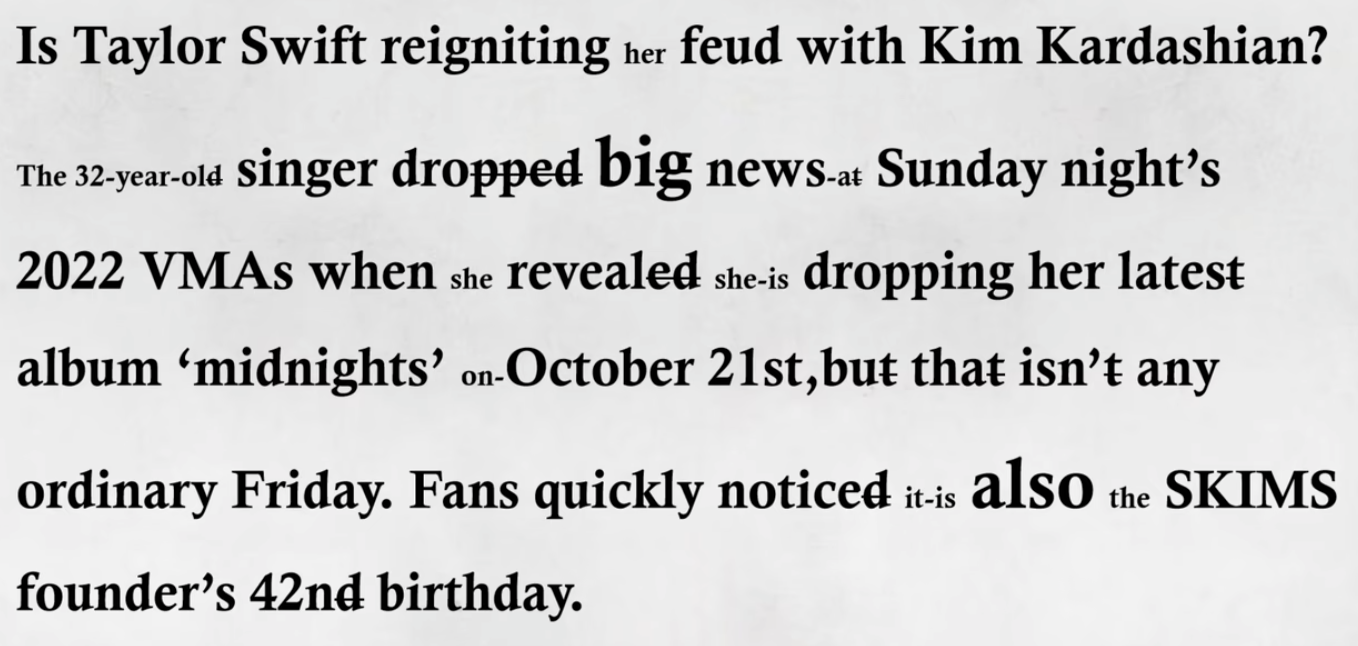 Is Taylor Swift reigniting her feud with Kim Kardashian?
The 32-year-old singer dropped big news-at Sunday night’s
2022 VMAs when she revealed she-is dropping her latest
album ‘midnights’ on-October 21st,but that isn’t any
ordinary Friday. Fans quickly noticed it-is also the SKIMS
founder’s 42nd birthday.